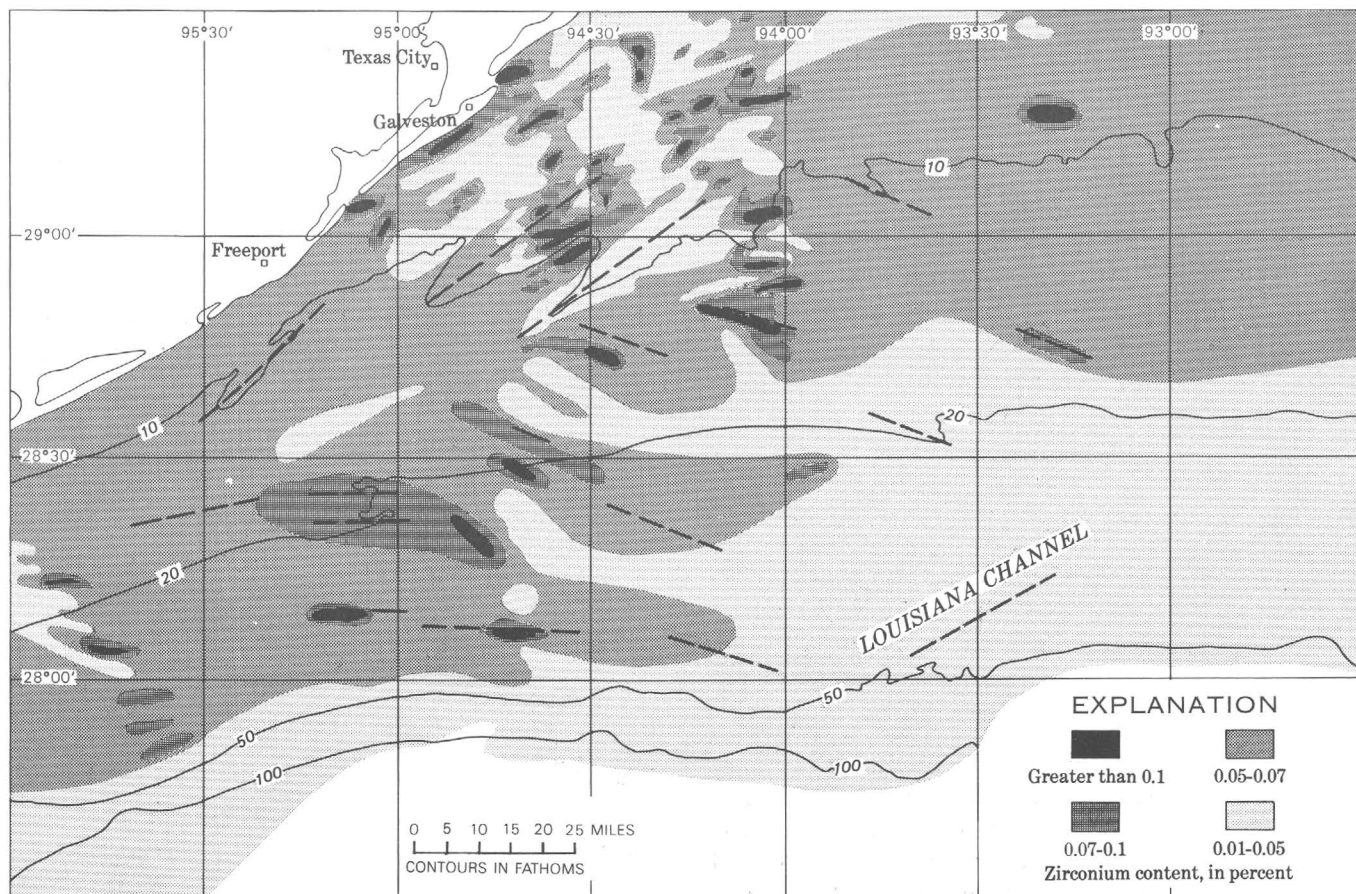 95°30′
95°00′
94°30′
94°00′
93°30′
93°00′
Texas City
Galveston
10
29°00′
Freeport
10
20
28°30′
20
LOUISIANA CHANNEL
28°00′
50
50
100
100
EXPLANATION
Greater than 0.1
0.05-0.07
0.07-0.1
0.01-0.05
Zirconium content, in percent
0 5 10 15 20 25 MILES
CONTOURS IN FATHOMS